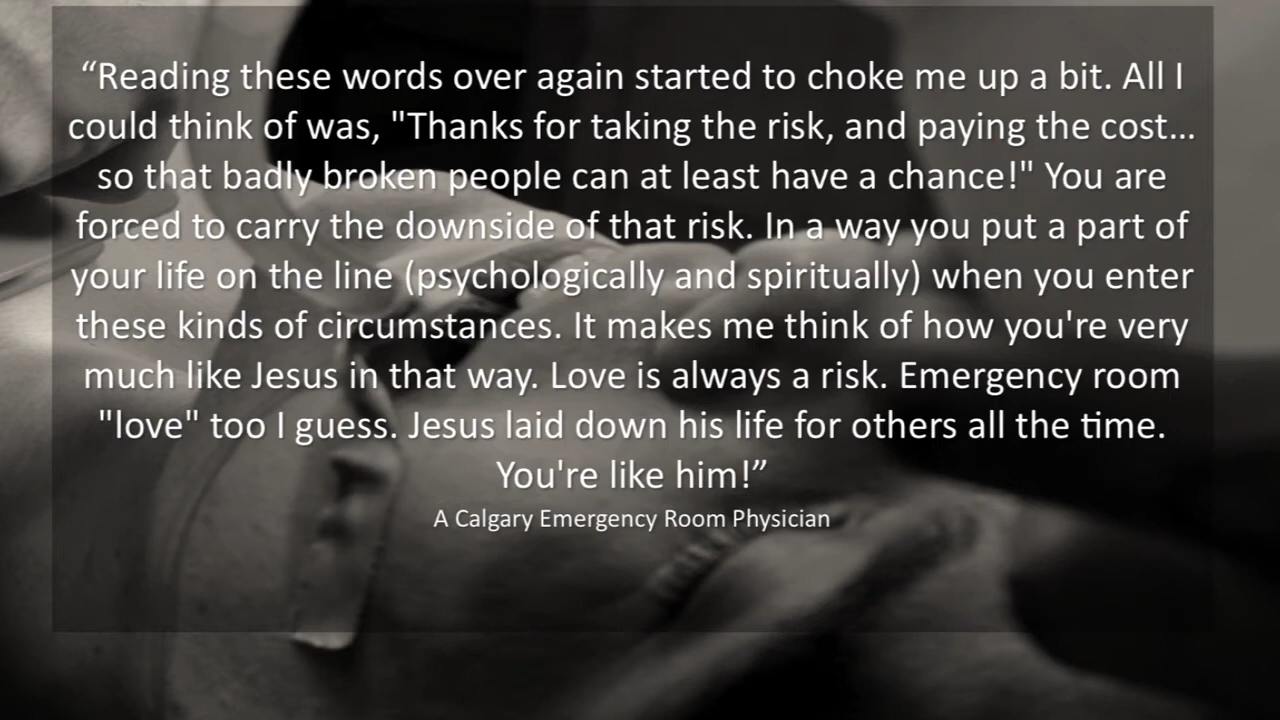 “Reading these words over again started to choke me up a bit. All I
could think of was, "Thanks for taking the risk, and paying the cost…
so that badly broken people can at least have a chance!" You are
forced to carry the downside of that risk. In a way you put a part of
your life on the line (psychologically and spiritually) when you enter
these kinds of circumstances. It makes me think of how you're very
much like Jesus in that way. Love is always a risk. Emergency room
"love" too I guess. Jesus laid down his life for others all the time.
You're like him!”
A Calgary Emergency Room Physician